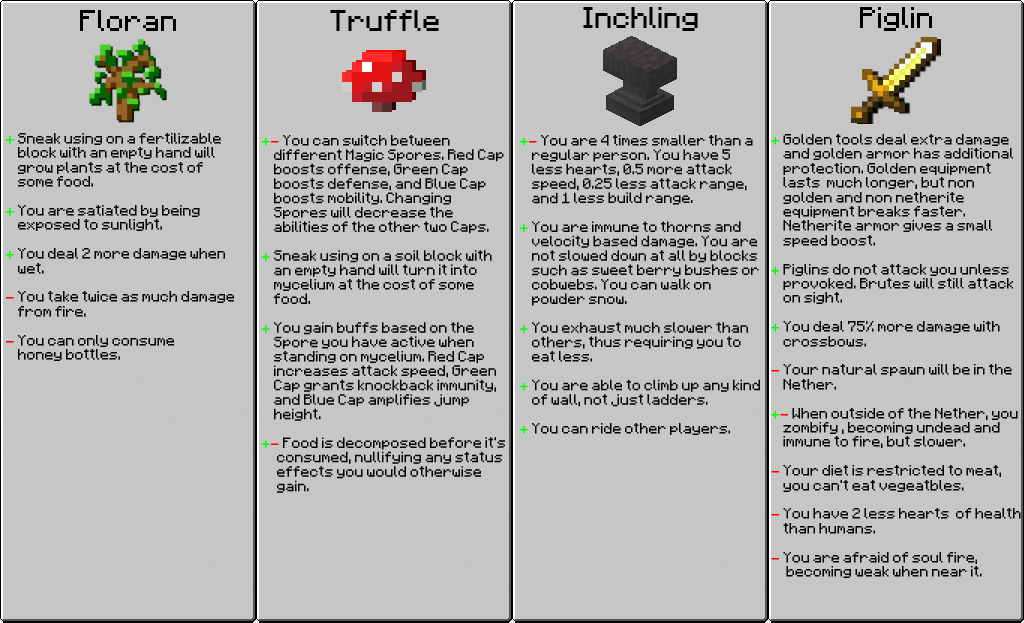 Floran
+ Sneak using on a fertilizable
block with an empty hand will
grow plants at the cost of
some food.
+ You are satiated by being
exposed to sunlight.
+ You deal 2 more damage when
wet.
- You take twice as much damage
from fire.
- You can only consume
honey bottles.
Truffle
+- You can switch between
different Magic Spores. Red Cap
boosts offense, Green Cap
boosts defense, and Blue Cap
boosts mobility. Changing
Spores will decrease the
abilities of the other two Caps.
+ Sneak using on a soil block with
an empty hand will turn it into
mycelium at the cost of some
food.
+ You gain buffs based on the
Spore you have active when
standing on mycelium. Red Cap
increases attack speed, Green
Cap grants knockback immunity,
and Blue Cap amplifies jump
height.
+- Food is decomposed before it's
consumed, nullifying any status
effects you would otherwise
gain.
Inchling
+- You are 4 times smaller than a
regular person. You have 5
less hearts, 0.5 more attack
speed, 0.25 less attack range,
and 1 less build range.
+ You are immune to thorns and
velocity based damage. You are
not slowed down at all by blocks
such as sweet berry bushes or
cobwebs. You can walk on
powder snow.
+ You exhaust much slower than
others, thus requiring you to
eat less.
+ You are able to climb up any kind
of wall, not just ladders.
+ You can ride other players.
Piglin
+ Golden tools deal extra damage
and golden armor has additional
protection. Golden equipment
lasts much longer, but non
golden and non netherite
equipment breaks faster.
Netherite armor gives a small
speed boost.
+ Piglins do not attack you unless
provoked. Brutes will still attack
on sight.
+ You deal 75% more damage with
crossbows.
- Your natural spawn will be in the
Nether.
+- When outside of the Nether, you
zombify, becoming undead and
immune to fire, but slower.
- Your diet is restricted to meat,
you can't eat vegeatbles.
- You have 2 less hearts of health
than humans.
- You are afraid of soul fire,
becoming weak when near it.